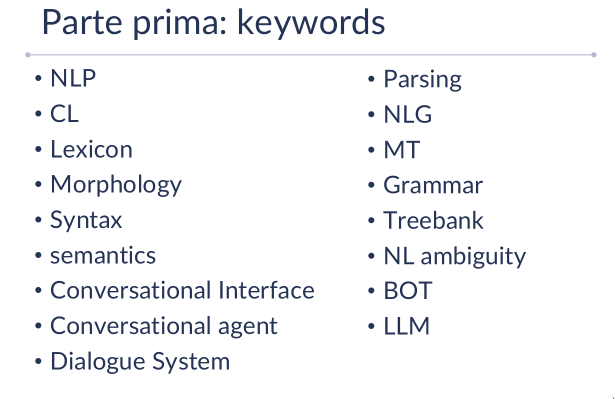 Parte prima: keywords
• NLP
• CL
• Lexicon
• Morphology
• Syntax
• semantics
• Conversational Interface
• Conversational agent
• Dialogue System
• Parsing
• NLG
• MT
• Grammar
• Treebank
• NL ambiguity
• BOT
• LLM